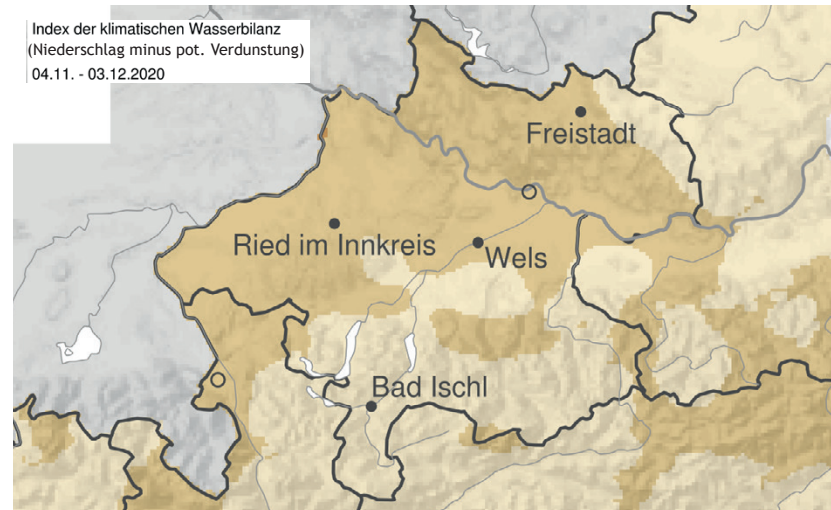 Index der klimatischen Wasserbilanz
(Niederschlag minus pot. Verdunstung)
04.11. - 03.12.2020
Freistadt
Ried im Innkreis
Wels
Bad Ischl